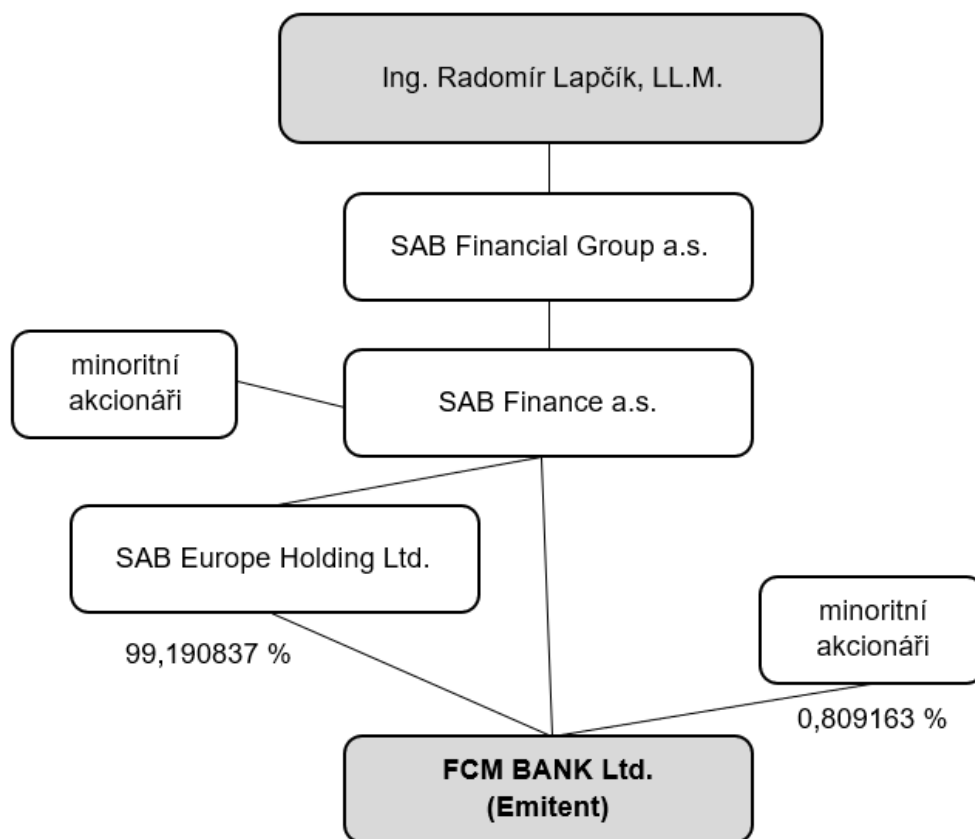 Ing. Radomír Lapčík, LL.M.
SAB Financial Group a.s.
minoritní
akcionáři
SAB Finance a.s.
SAB Europe Holding Ltd.
99,190837 %
minoritní
akcionáři
0,809163 %
FCM BANK Ltd.
(Emitent)